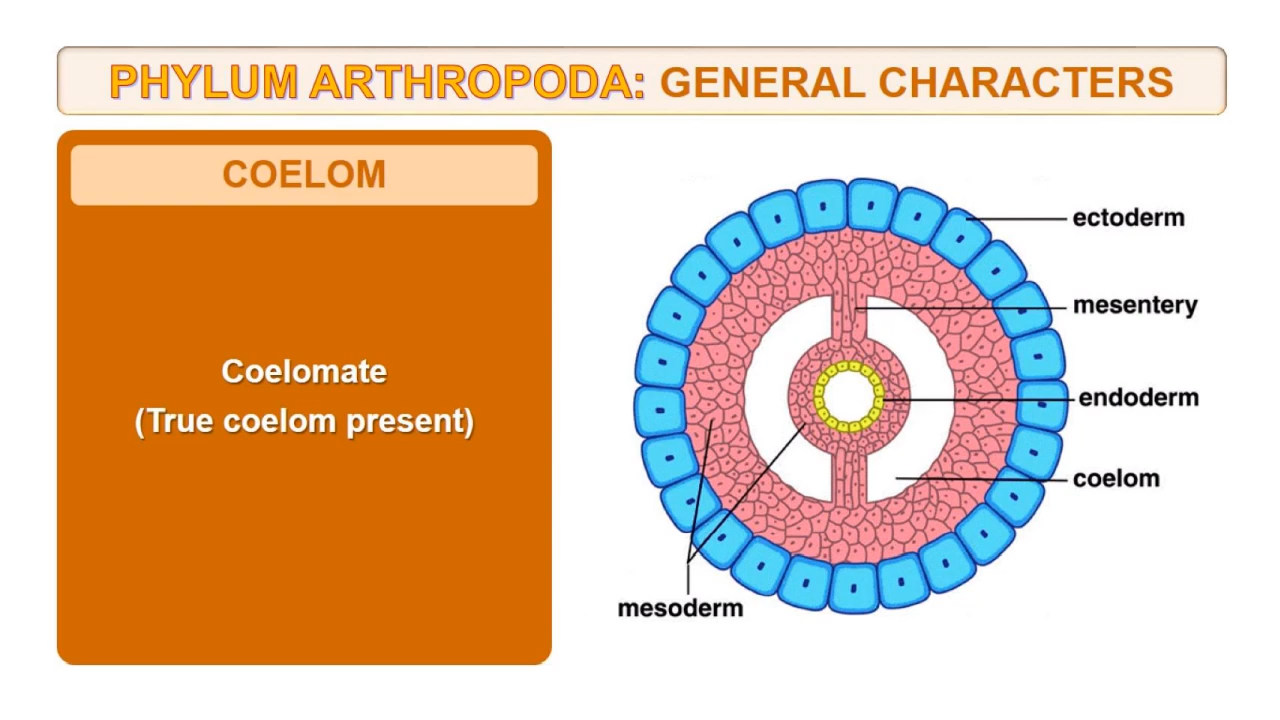 PHYLUM ARTHROPODA: GENERAL CHARACTERS
COELOM
Coelomate
(True coelom present)
ectoderm
mesentery
endoderm
coelom
mesoderm